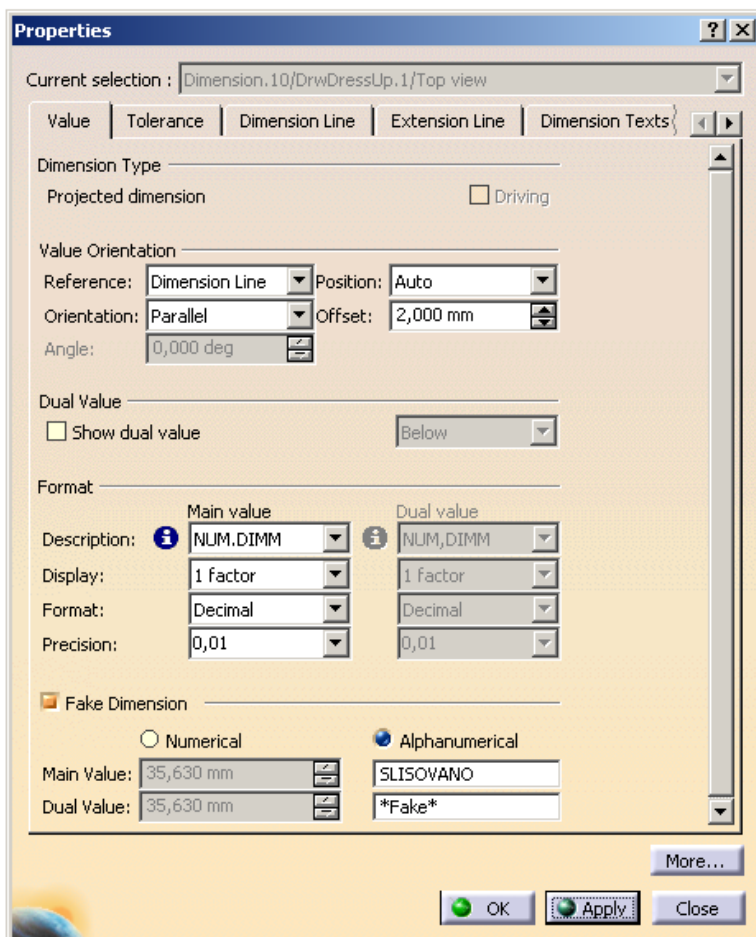 Properties
Current selection : Dimension.10/DrwDressUp.1/Top view
Value Tolerance Dimension Line Extension Line Dimension Texts
Dimension Type
Projected dimension Driving
Value Orientation
Reference: Dimension Line Position: Auto
Orientation: Parallel Offset: 2,000 mm
Angle: 0,000 deg
Dual Value
Show dual value Below
Format
Main value Dual value
Description: NUM.DIMM NUM,DIMM
Display: 1 factor 1 factor
Format: Decimal Decimal
Precision: 0,01 0,01
Fake Dimension
Numerical Alphanumerical
Main Value: 35,630 mm SLISOVANO
Dual Value: 35,630 mm *Fake*
More...
OK Apply Close